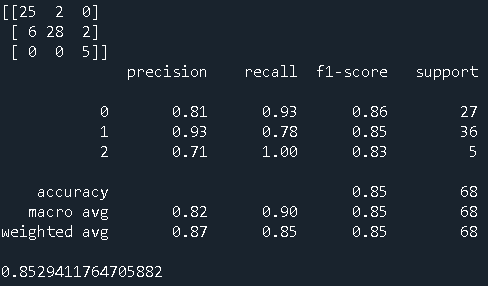 [[25  2  0]
 [ 6 28  2]
 [ 0  0  5]]
              precision    recall  f1-score   support

           0       0.81      0.93      0.86        27
           1       0.93      0.78      0.85        36
           2       0.71      1.00      0.83         5

    accuracy                           0.85        68
   macro avg       0.82      0.90      0.85        68
weighted avg       0.87      0.85      0.85        68

0.8529411764705882